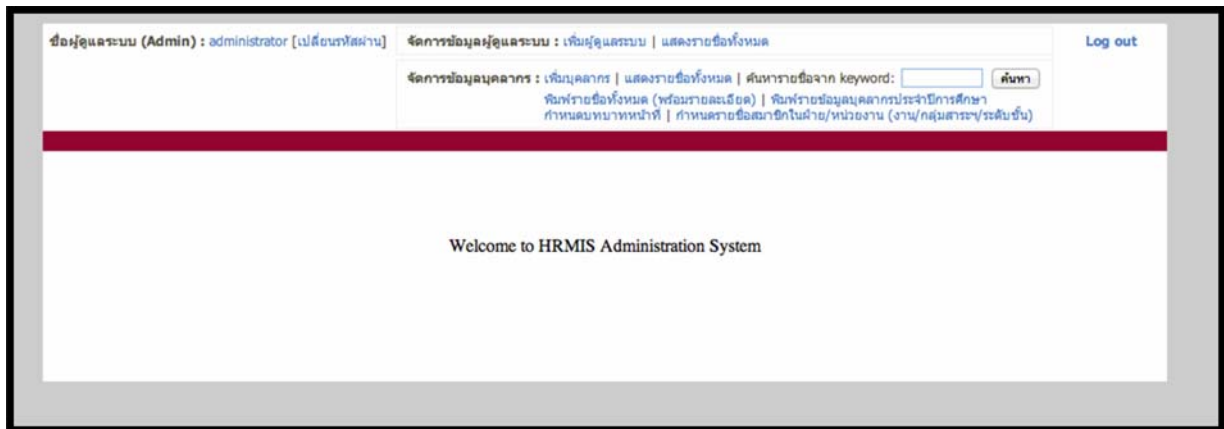 ชื่อผู้ดูแลระบบ (Admin) : administrator [เปลี่ยนรหัสผ่าน]
จัดการข้อมูลผู้ดูแลระบบ : เพิ่มผู้ดูแลระบบ | แสดงรายชื่อทั้งหมด
Log out
จัดการข้อมูลบุคลากร : เพิ่มบุคลากร | แสดงรายชื่อทั้งหมด | ค้นหารายชื่อจาก keyword: ค้นหา
พิมพ์รายชื่อทั้งหมด (พร้อมรายละเอียด) | พิมพ์รายข้อมูลบุคลากรประจำปีการศึกษา
กำหนดบทบาทหน้าที่ | กำหนดรายชื่อสมาชิกในฝ่าย/หน่วยงาน (งาน/กลุ่มสาระฯ/ระดับชั้น)
Welcome to HRMIS Administration System